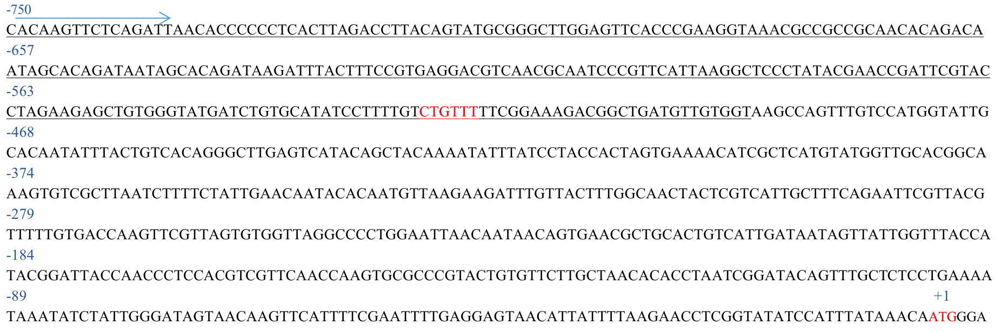 -750
CACAAGTTCTCAGATTAACACCCCCCTCACTTAGACCTTACAGTATGCGGGCTTGGAGTTCACCCGAAGGTAAACGCCGCCGCAACACAGACA
-657
ATAGCACAGATAATAGCACAGATAAGATTTACTTTCCGTGAGGACGTCAACGCAATCCCGTTCATTAAGGCTCCCTATACGAACCGATTCGTAC
-563
CTAGAAGAGCTGTGGGTATGATCTGTGCATATCCTTTTGTCTGTTTTTCGGAAAGACGGCTGATGTTGTGGTAAGCCAGTTTGTCCATGGTATTG
-468
CACAATATTTACTGTCACAGGGCTTGAGTCATACAGCTACAAAATATTTATCCTACCACTAGTGAAAACATCGCTCATGTATGGTTGCACGGCA
-374
AAGTGTCGCTTAATCTTTTCTATTGAACAATACACAATGTTAAGAAGATTTGTTACTTTGGCAACTACTCGTCATTGCTTTCAGAATTCGTTACG
-279
TTTTTGTGACCAAGTTCGTTAGTGTGGTTAGGCCCCTGGAATTAACAATAACAGTGAACGCTGCACTGTCATTGATAATAGTTATTGGTTTACCA
-184
TACGGATTACCAACCCTCCACGTCGTTCAACCAAGTGCGCCCGTACTGTGTTCTTGCTAACACACCTAATCGGATACAGTTTGCTCTCCTGAAAA
-89 +1
TAAATATCTATTGGGATAGTAACAAGTTCATTTTCGAATTTTGAGGAGTAACATTATTTTAAGAACCTCGGTATATCCATTTATAAACAATGGGA